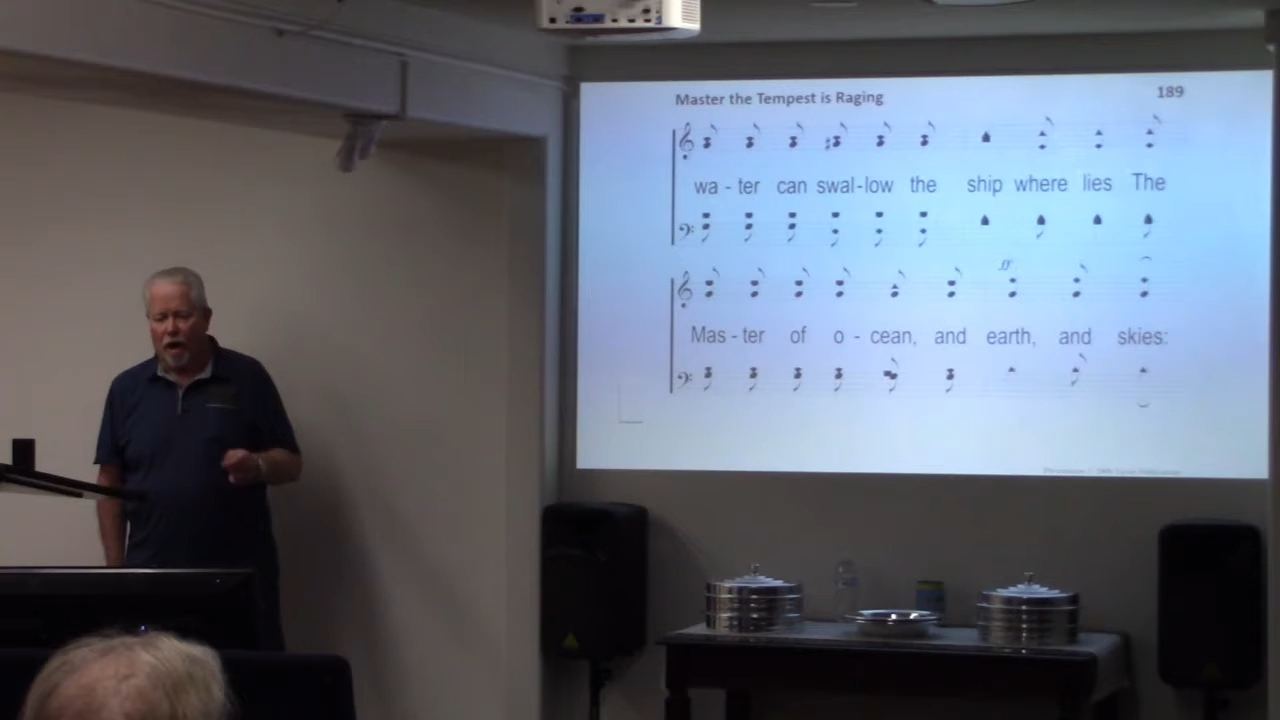 Master the Tempest is Raging 189
wa - ter can swal - low the ship where lies The
ff
Mas - ter of o - cean, and earth, and skies: